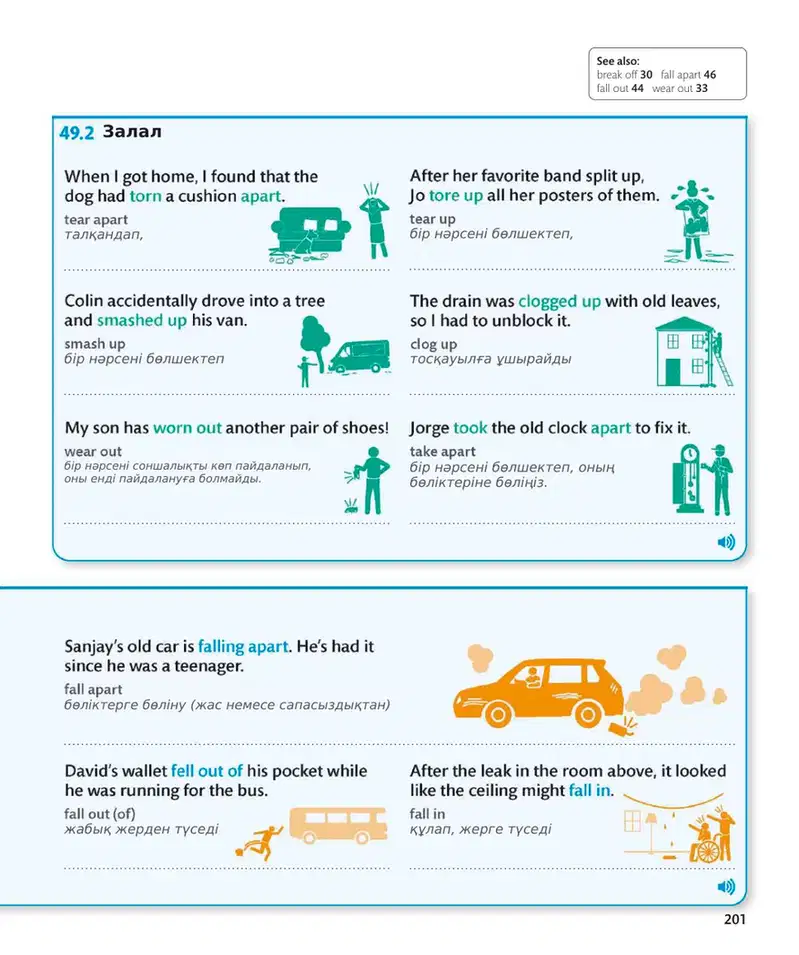 See also:
break off 30 fall apart 46
fall out 44 wear out 33
49.2 Залал
When I got home, I found that the
dog had torn a cushion apart.
tear apart
талқандап,
After her favorite band split up,
Jo tore up all her posters of them.
tear up
бір нәрсені бөлшектеп,
Colin accidentally drove into a tree
and smashed up his van.
smash up
бір нәрсені бөлшектеп
The drain was clogged up with old leaves,
so I had to unblock it.
clog up
тосқауылға ұшырайды
My son has worn out another pair of shoes!
wear out
бір нәрсені соншалықты көп пайдаланып,
оны енді пайдалануға болмайды.
Jorge took the old clock apart to fix it.
take apart
бір нәрсені бөлшектеп, оның
бөліктеріне бөліңіз.
Sanjay's old car is falling apart. He's had it
since he was a teenager.
fall apart
бөліктерге бөліну (жас немесе сапасыздықтан)
David's wallet fell out of his pocket while
he was running for the bus.
fall out (of)
жабық жерден түседі
After the leak in the room above, it looked
like the ceiling might fall in.
fall in
құлап, жерге түседі
201